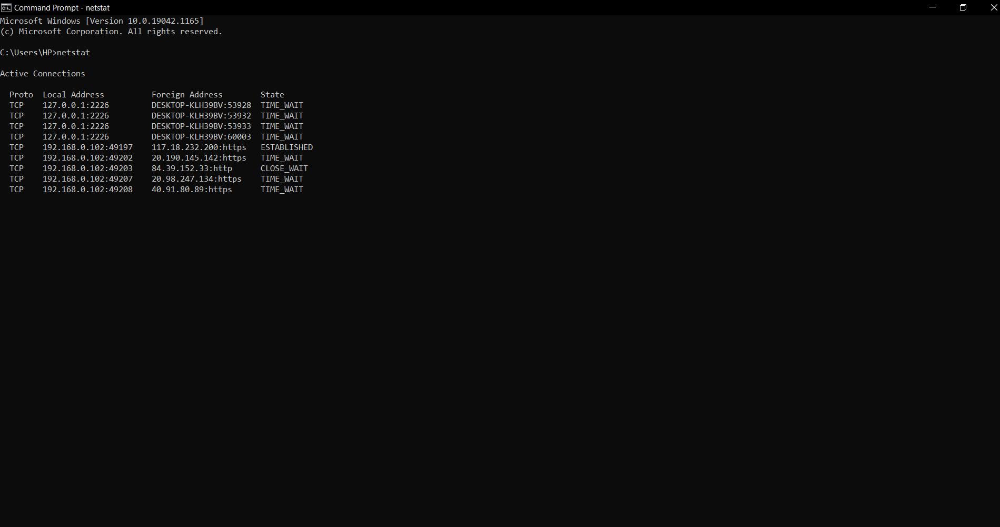 Command Prompt - netstat
Microsoft Windows [Version 10.0.19042.1165]
(c) Microsoft Corporation. All rights reserved.
C:\Users\HP>netstat
Active Connections
Proto  Local Address          Foreign Address        State
TCP    127.0.0.1:2226         DESKTOP-KLH39BV:53928  TIME_WAIT
TCP    127.0.0.1:2226         DESKTOP-KLH39BV:53932  TIME_WAIT
TCP    127.0.0.1:2226         DESKTOP-KLH39BV:53933  TIME_WAIT
TCP    127.0.0.1:2226         DESKTOP-KLH39BV:60003  TIME_WAIT
TCP    192.168.0.102:49197    117.18.232.200:https   ESTABLISHED
TCP    192.168.0.102:49202    20.190.145.142:https   TIME_WAIT
TCP    192.168.0.102:49203    84.39.152.33:http      CLOSE_WAIT
TCP    192.168.0.102:49207    20.98.247.134:https    TIME_WAIT
TCP    192.168.0.102:49208    40.91.80.89:https      TIME_WAIT